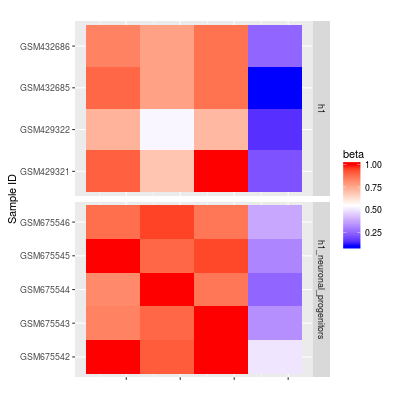 GSM432686
GSM432685
GSM429322
GSM429321
h1
GSM675546
GSM675545
GSM675544
GSM675543
GSM675542
h1_neuronal_progenitors
Sample ID
beta
1.00
0.75
0.50
0.25